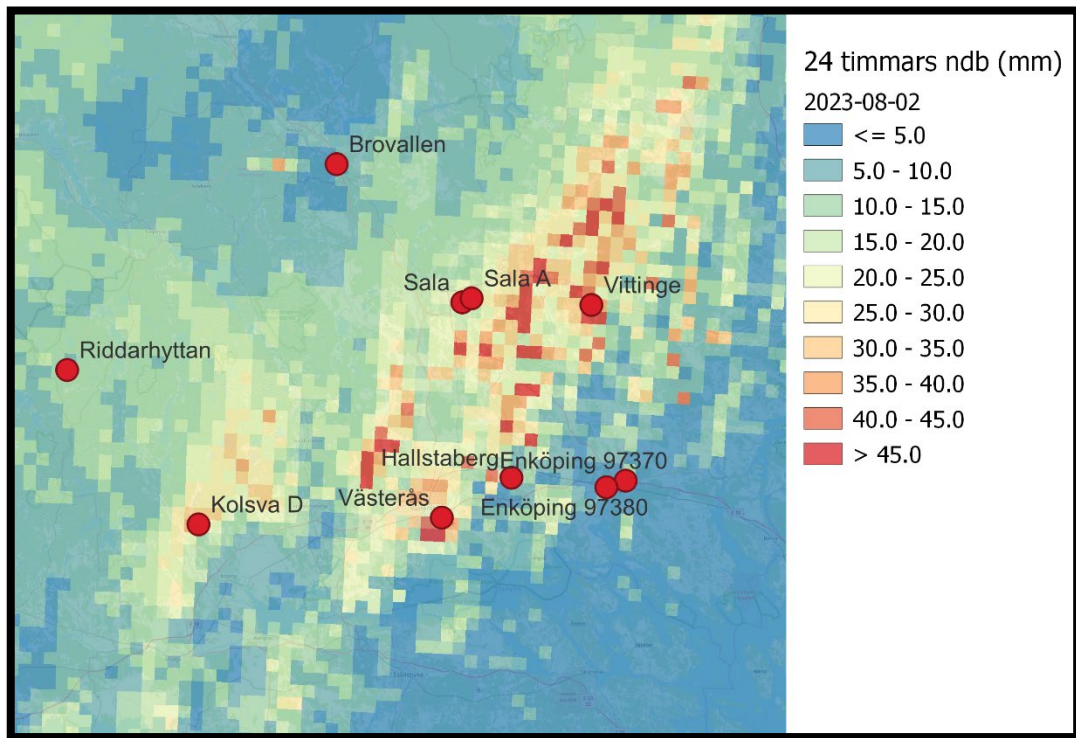 24 timmars ndb (mm)
2023-08-02
<= 5.0
5.0 - 10.0
10.0 - 15.0
15.0 - 20.0
20.0 - 25.0
25.0 - 30.0
30.0 - 35.0
35.0 - 40.0
40.0 - 45.0
> 45.0
Brovallen
Sala
Sala A
Vittinge
Riddarhyttan
Hallstaberg
Enköping 97370
Västerås
Enköping 97380
Kolsva D